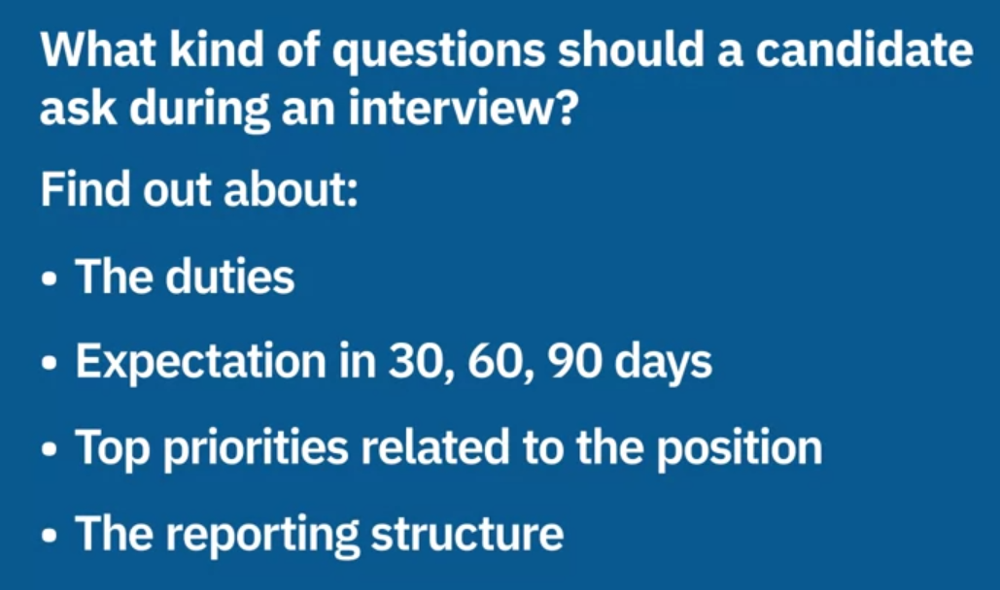 What kind of questions should a candidate
ask during an interview?
Find out about:
• The duties
• Expectation in 30, 60, 90 days
• Top priorities related to the position
• The reporting structure